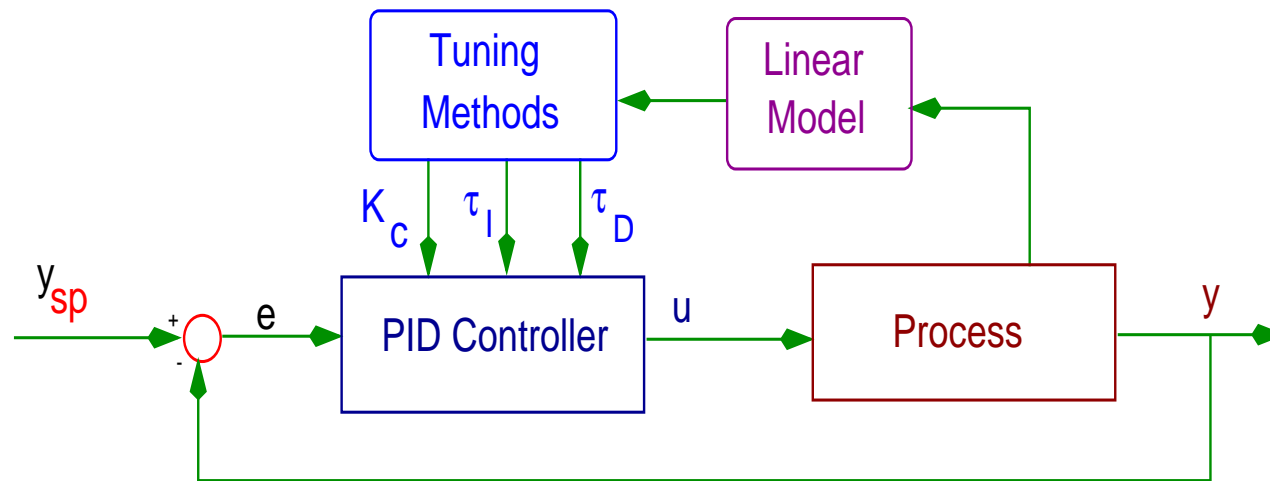 Tuning
Methods
Linear
Model
K c
τ I
τ D
y sp
+
-
e
PID Controller
u
Process
y